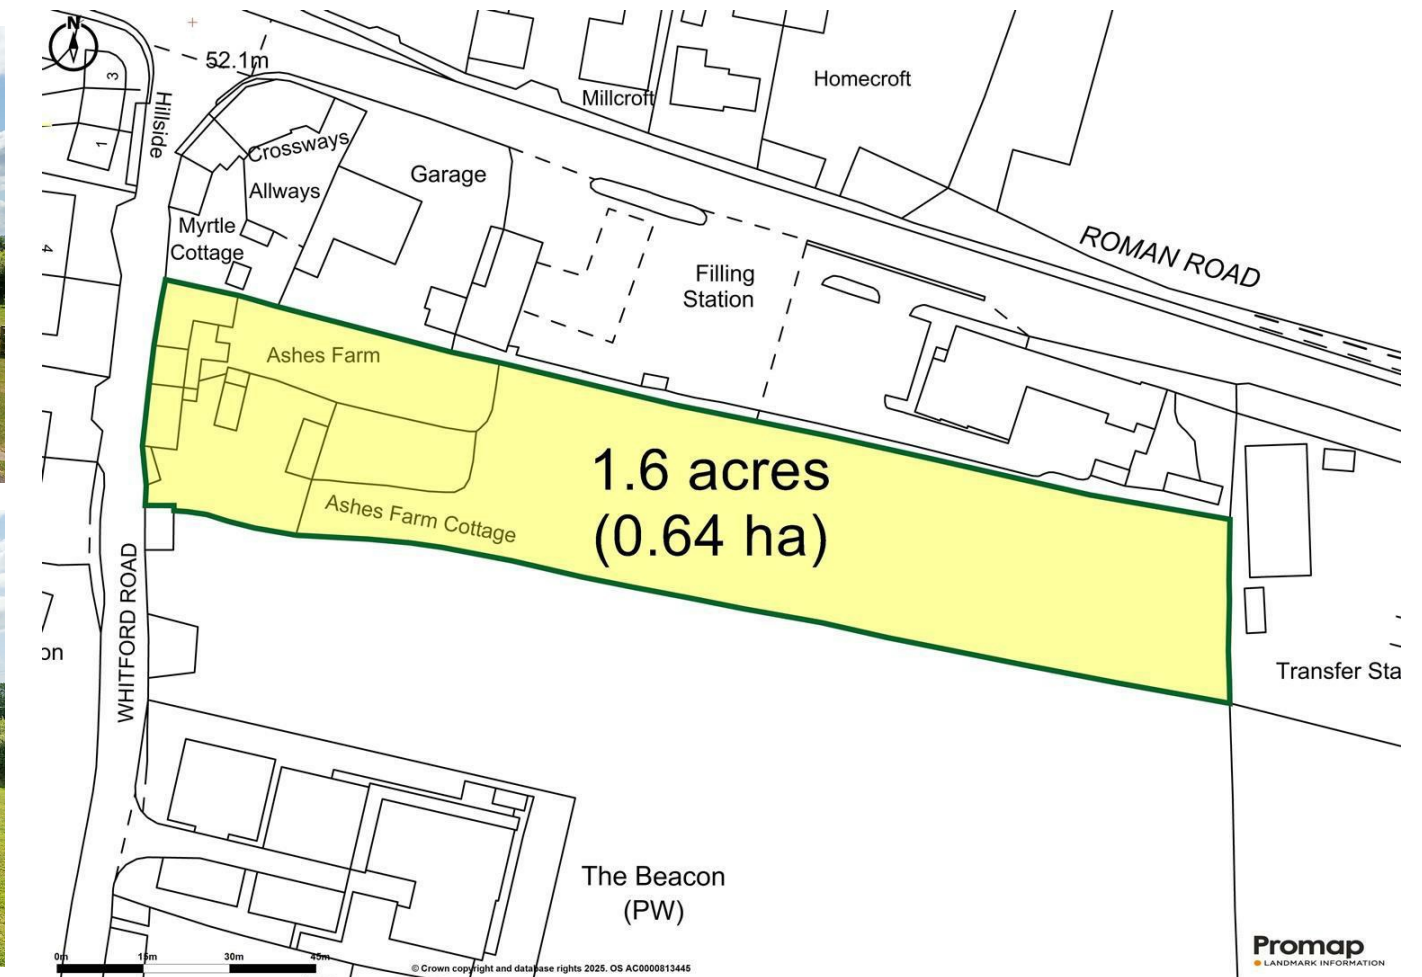 N
52.1m
3
1
Hillside
Crossways
Allways
Myrtle
Cottage
4
Garage
Millcroft
Homecroft
ROMAN ROAD
Filling
Station
Ashes Farm
1.6 acres
(0.64 ha)
Ashes Farm Cottage
WHITFORD ROAD
on
Transfer Sta
The Beacon
(PW)
0m 15m 30m 45m
© Crown copyright and database rights 2025. OS AC0000813445
Promap
LANDMARK INFORMATION